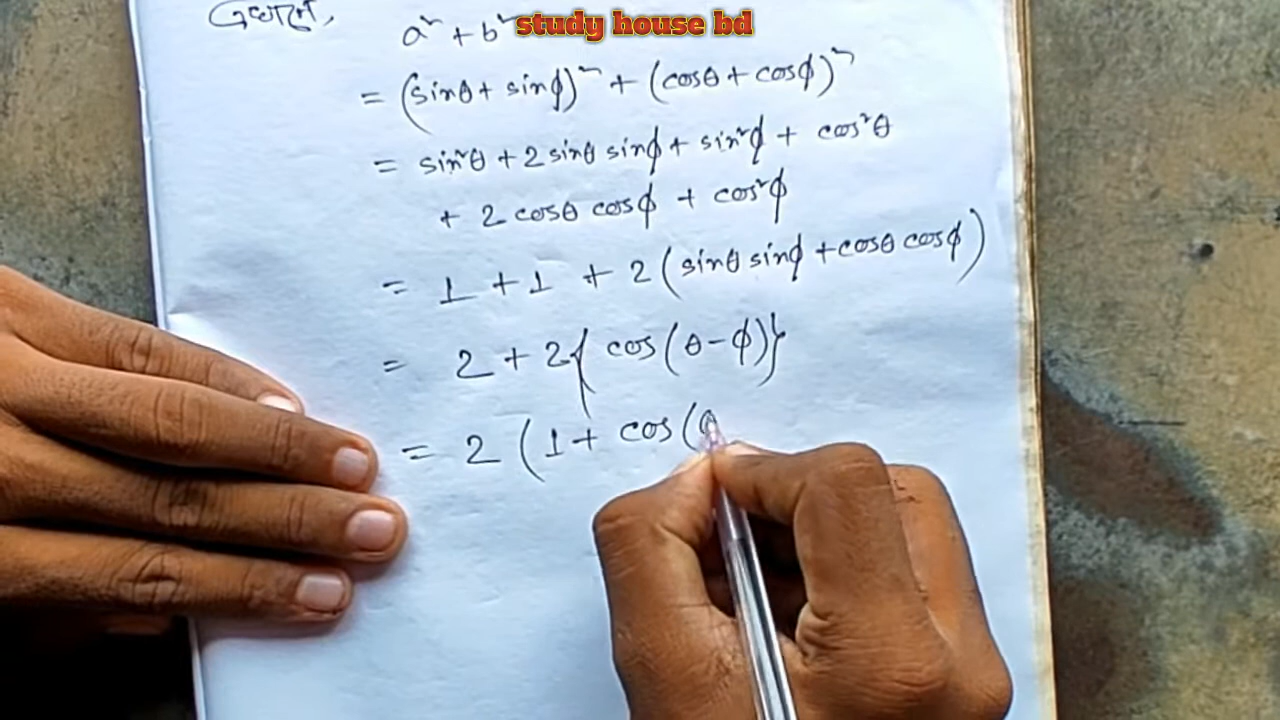 এখানে,
a² + b²
study house bd
= (sinθ + sinϕ)² + (cosθ + cosϕ)²
= sin²θ + 2 sinθ sinϕ + sin²ϕ + cos²θ
+ 2 cosθ cosϕ + cos²ϕ
= 1 + 1 + 2 (sinθ sinϕ + cosθ cosϕ)
= 2 + 2{ cos(θ-ϕ)}
= 2 (1 + cos(θ